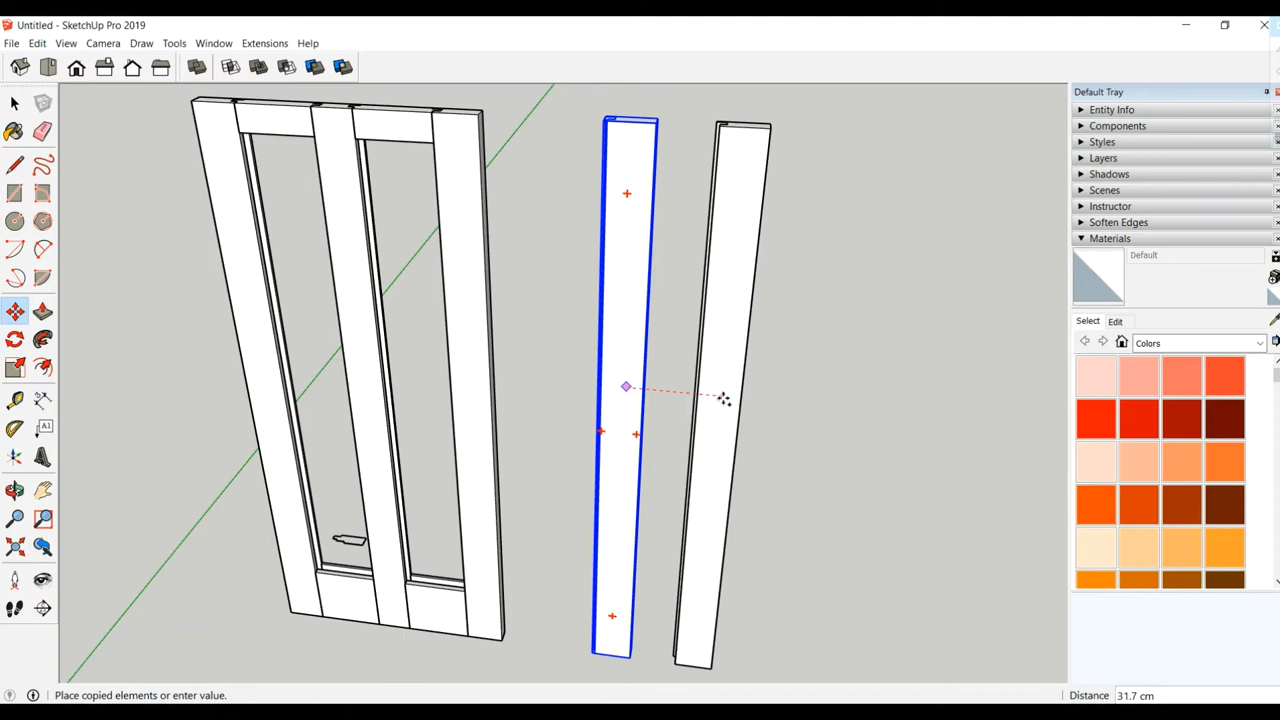 Untitled - SketchUp Pro 2019
File Edit View Camera Draw Tools Window Extensions Help
Default Tray
Entity Info
Components
Styles
Layers
Shadows
Scenes
Instructor
Soften Edges
Materials
Default
Select Edit
Colors
A1
Place copied elements or enter value.
Distance 31.7 cm